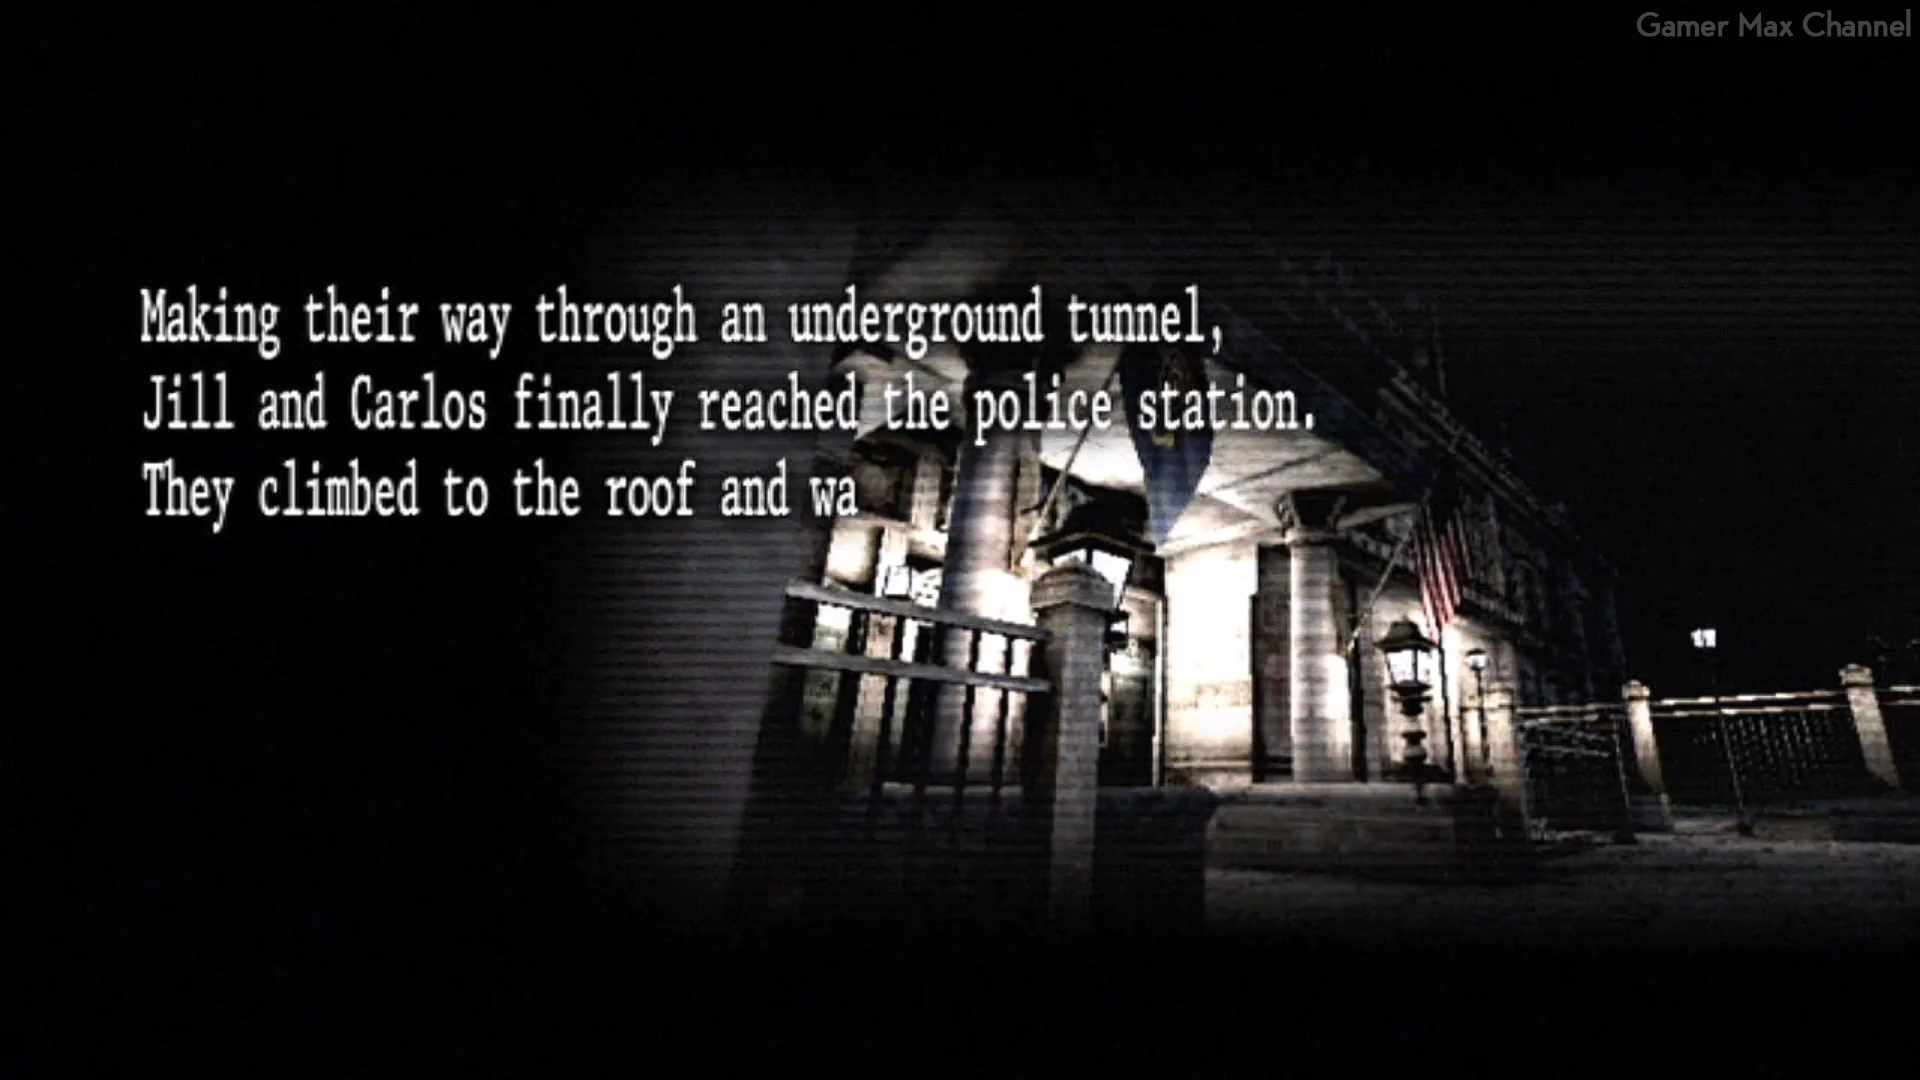 Gamer Max Channel
Making their way through an underground tunnel,
Jill and Carlos finally reached the police station.
They climbed to the roof and wa